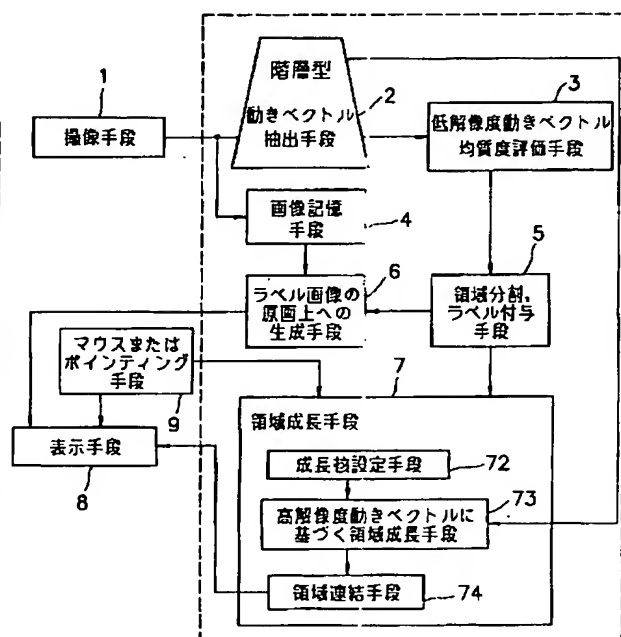 1
撮像手段
階層型
動きベクトル
抽出手段
2
3
低解像度動きベクトル
均質度評価手段
画像記憶
手段
4
5
領域分割,
ラベル付与
手段
6
ラベル画像の
原画上への
生成手段
マウスまたは
ポインティング
手段
9
表示手段
8
7
領域成長手段
成長核設定手段
72
高解像度動きベクトルに
基づく領域成長手段
73
領域連結手段
74